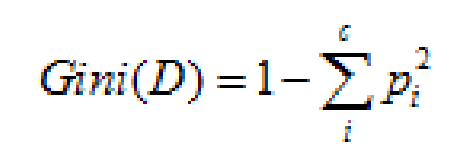 Gini(D) = 1 − ∑_{i}^{c} p_i^2